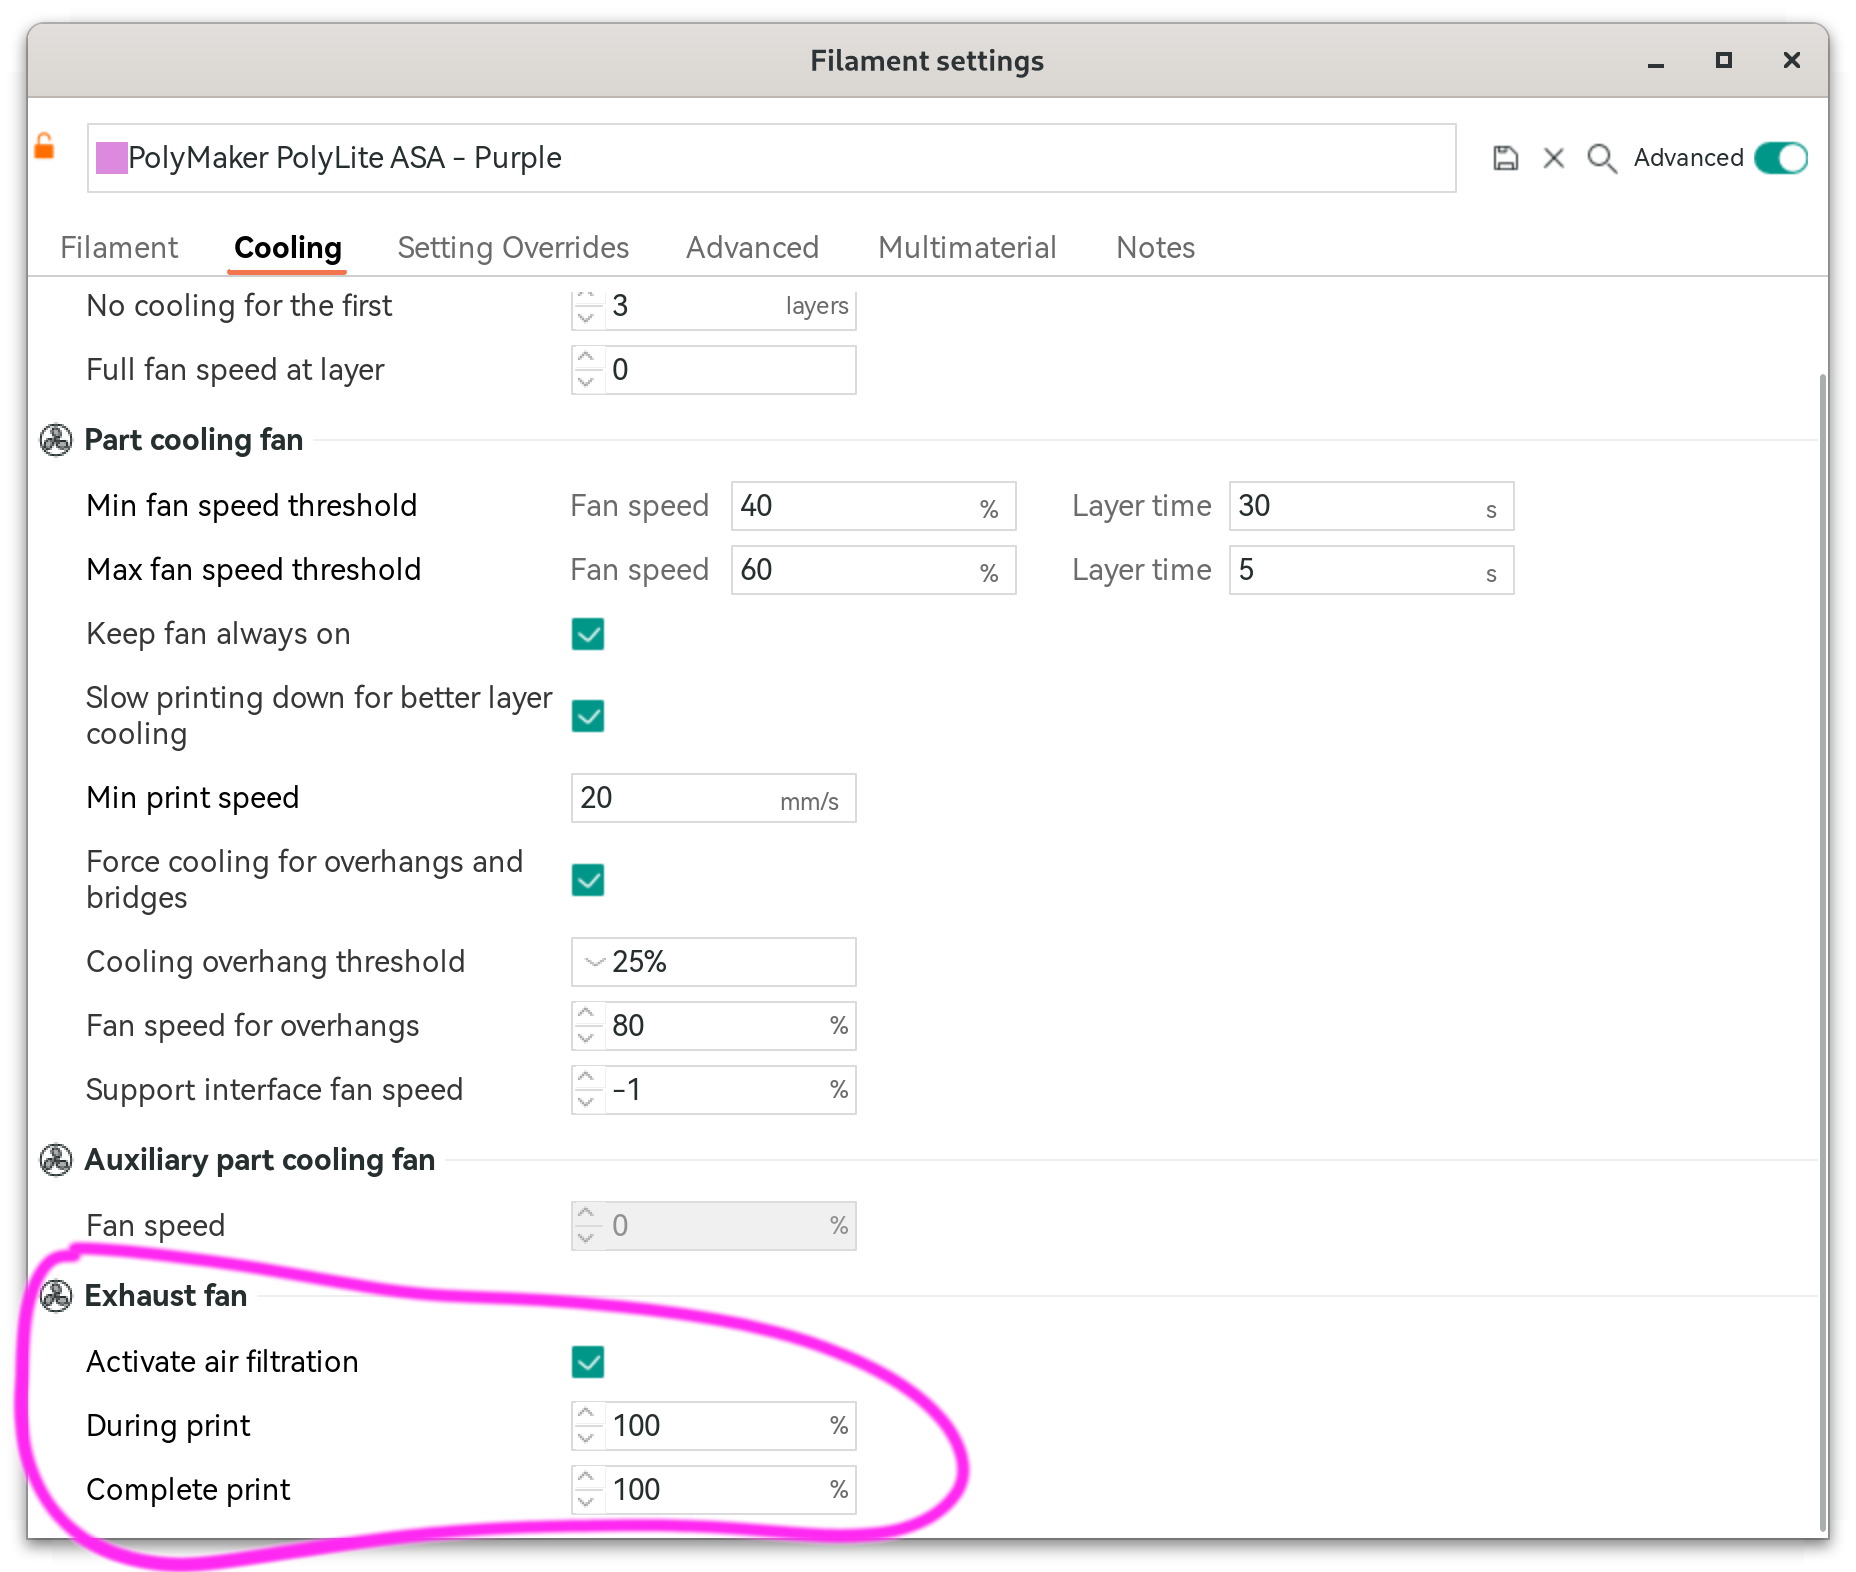 Filament settings
PolyMaker PolyLite ASA - Purple
Advanced
Filament Cooling Setting Overrides Advanced Multimaterial Notes
No cooling for the first 3 layers
Full fan speed at layer 0
Part cooling fan
Min fan speed threshold Fan speed 40 % Layer time 30 s
Max fan speed threshold Fan speed 60 % Layer time 5 s
Keep fan always on
Slow printing down for better layer
cooling
Min print speed 20 mm/s
Force cooling for overhangs and
bridges
Cooling overhang threshold 25%
Fan speed for overhangs 80 %
Support interface fan speed -1 %
Auxiliary part cooling fan
Fan speed 0 %
Exhaust fan
Activate air filtration
During print 100 %
Complete print 100 %